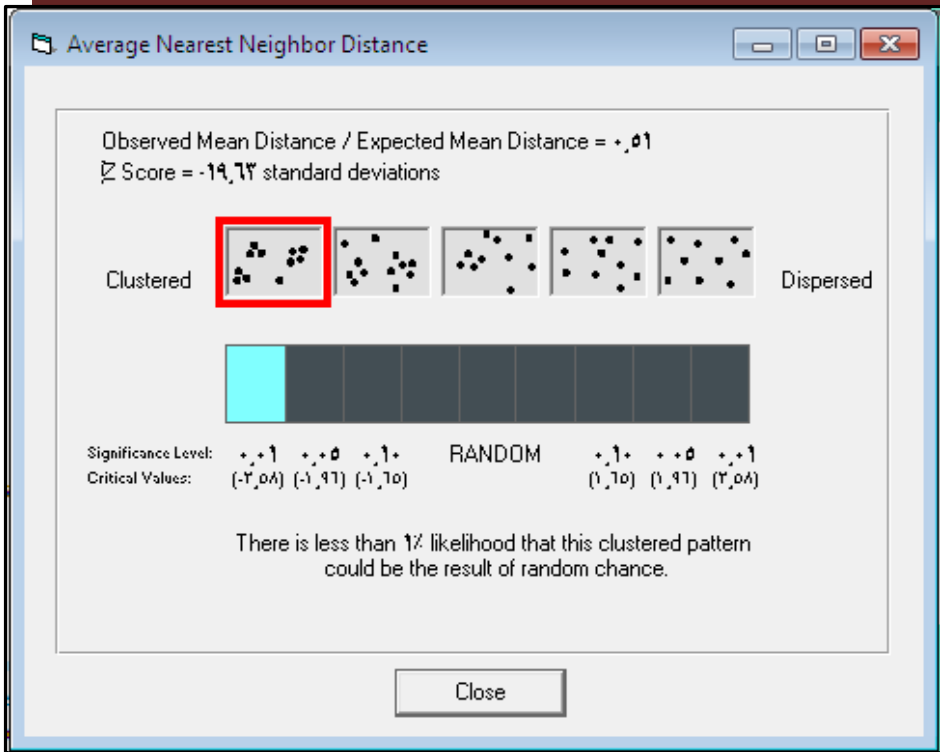 Average Nearest Neighbor Distance
Observed Mean Distance / Expected Mean Distance = ٠,٥١
Z Score = -١٩,٦٣ standard deviations
Clustered Dispersed
Significance Level: ٠,٠١ ٠,٠٥ ٠,١٠ RANDOM ٠,١٠ ٠,٠٥ ٠,٠١
Critical Values: (-٢,٥٨) (-١,٩٦) (-١,٦٥) (١,٦٥) (١,٩٦) (٢,٥٨)
There is less than ١% likelihood that this clustered pattern
could be the result of random chance.
Close